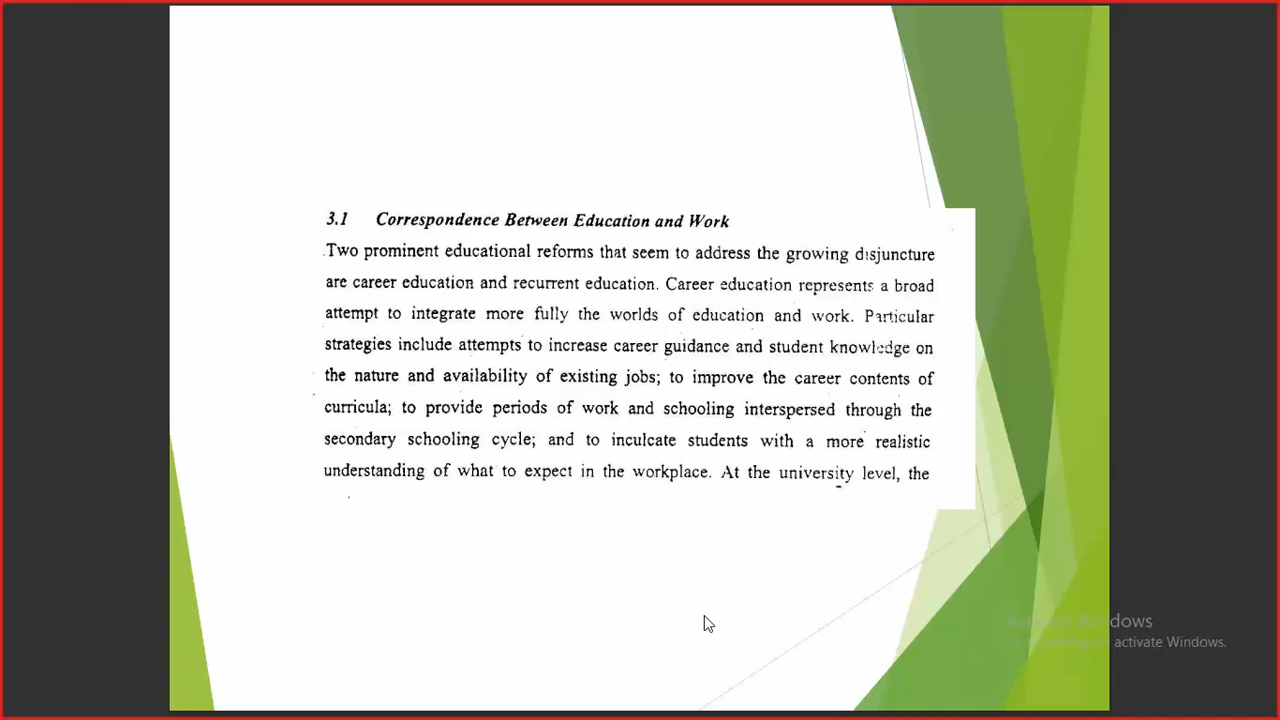 3.1 Correspondence Between Education and Work
Two prominent educational reforms that seem to address the growing disjuncture
are career education and recurrent education. Career education represents a broad
attempt to integrate more fully the worlds of education and work. Particular
strategies include attempts to increase career guidance and student knowledge on
the nature and availability of existing jobs; to improve the career contents of
curricula; to provide periods of work and schooling interspersed through the
secondary schooling cycle; and to inculcate students with a more realistic
understanding of what to expect in the workplace. At the university level, the
Activate Windows
activate Windows.